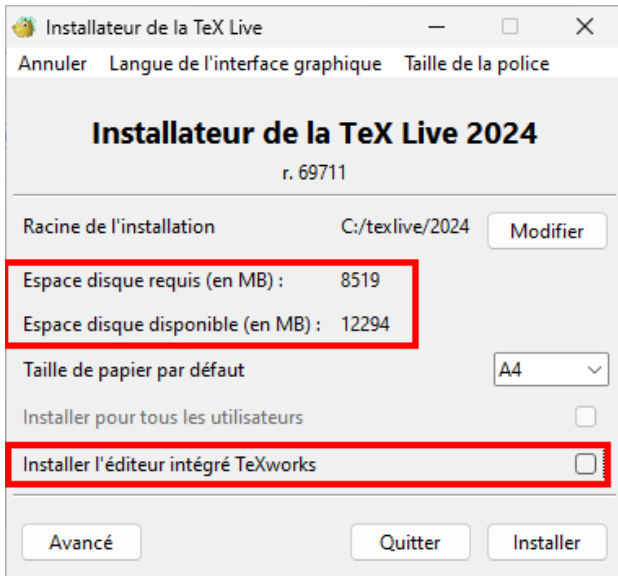 Installateur de la TeX Live
Annuler Langue de l'interface graphique Taille de la police
Installateur de la TeX Live 2024
r. 69711
Racine de l'installation C:/texlive/2024 Modifier
Espace disque requis (en MB) : 8519
Espace disque disponible (en MB) : 12294
Taille de papier par défaut A4
Installer pour tous les utilisateurs
Installer l'éditeur intégré TeXworks
Avancé Quitter Installer